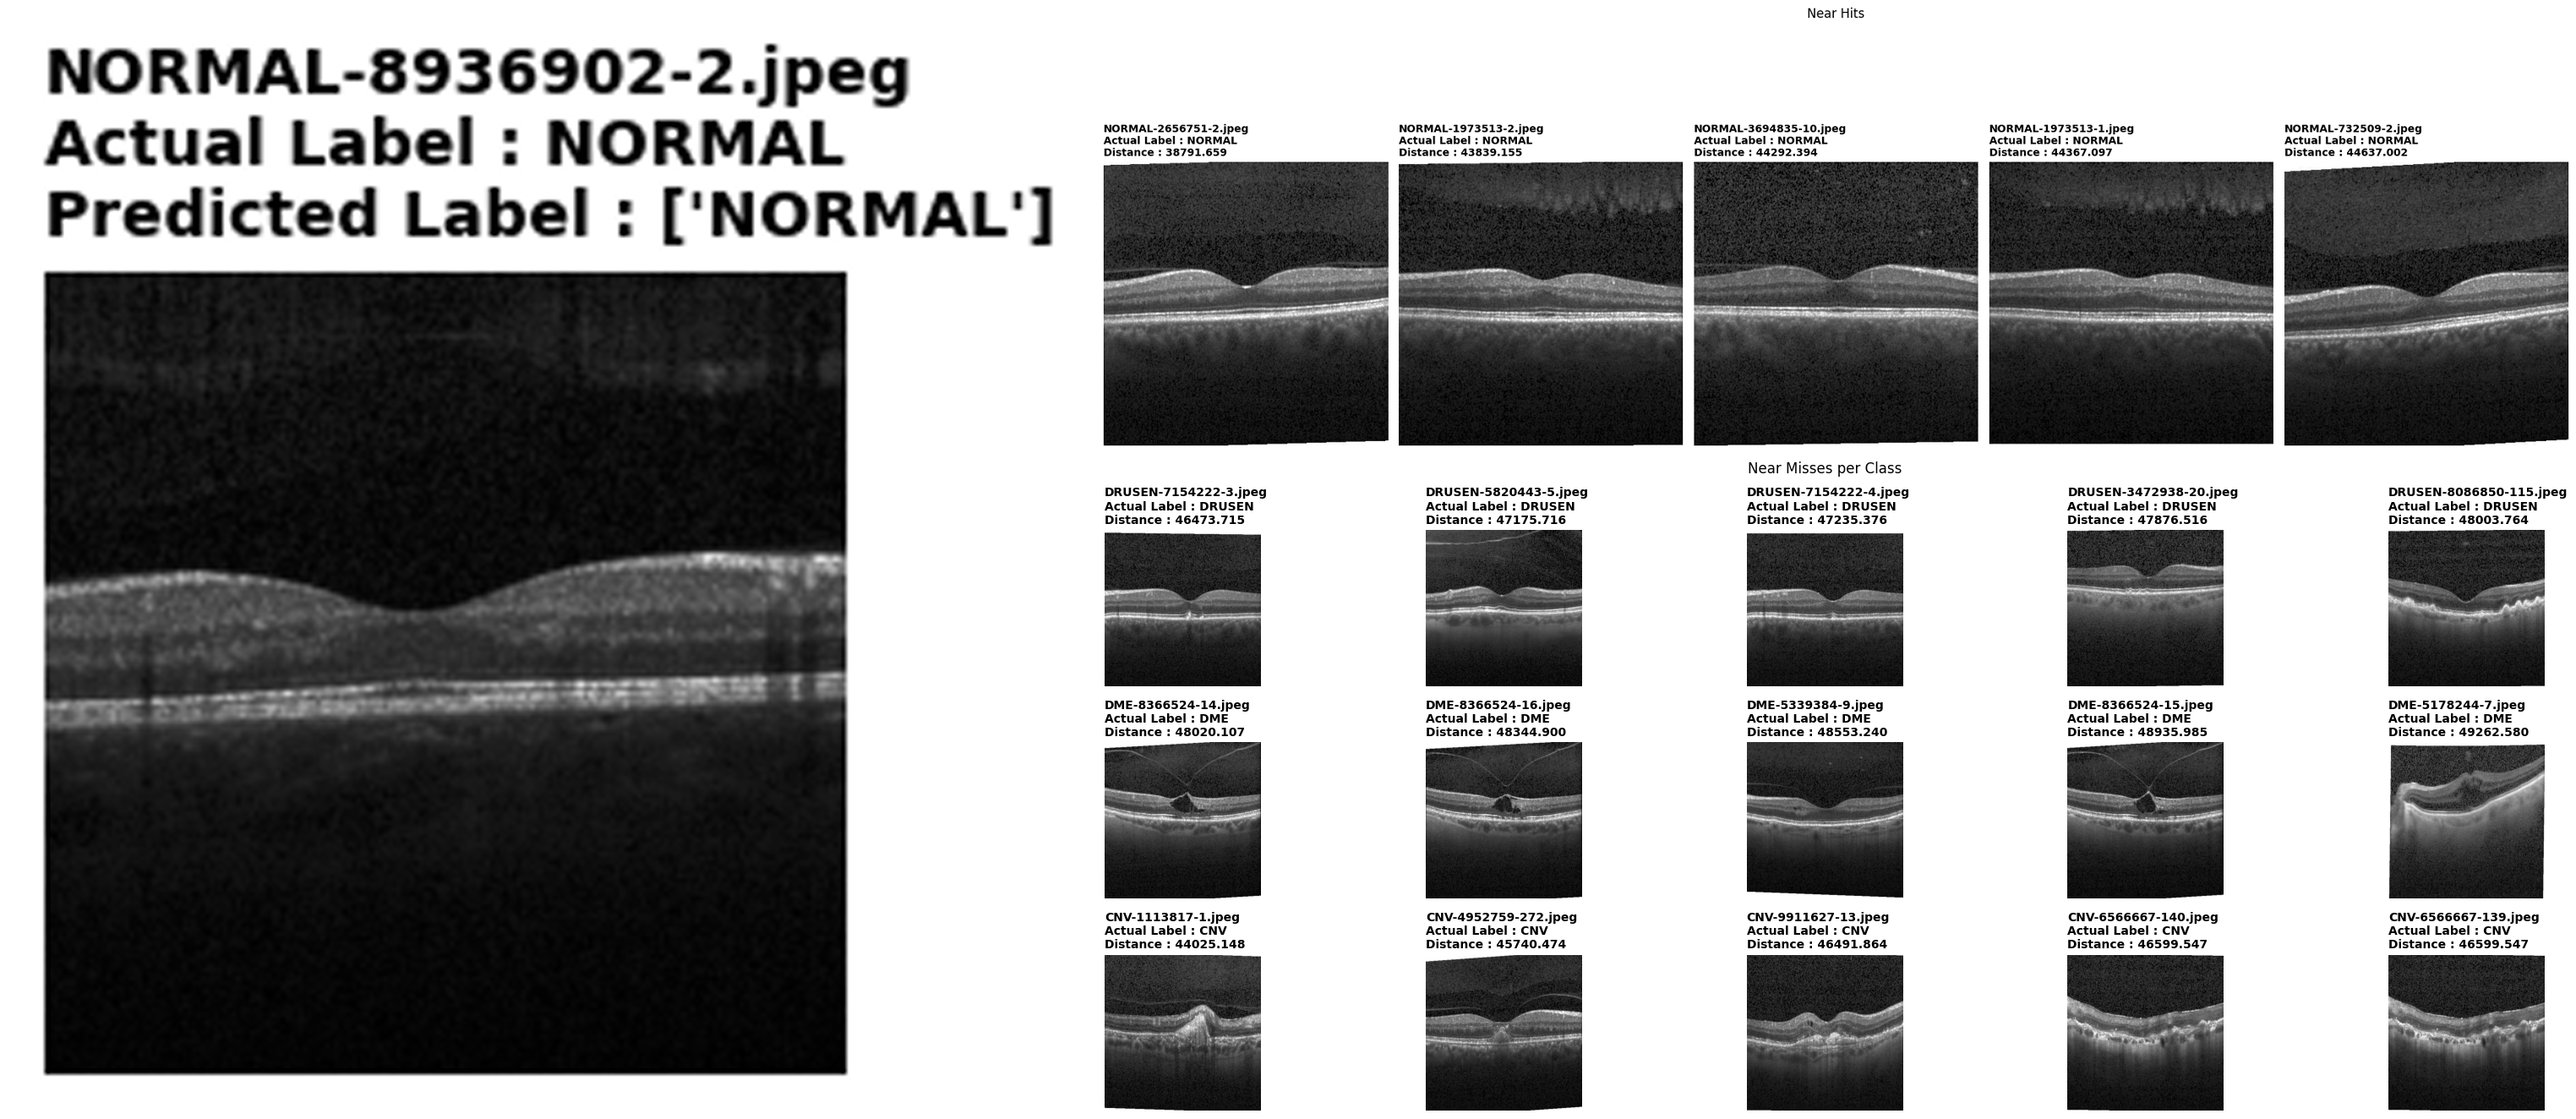 NORMAL-8936902-2.jpeg
Actual Label : NORMAL
Predicted Label : ['NORMAL']
Near Hits
NORMAL-2656751-2.jpeg
Actual Label : NORMAL
Distance : 38791.659
NORMAL-1973513-2.jpeg
Actual Label : NORMAL
Distance : 43839.155
NORMAL-3694835-10.jpeg
Actual Label : NORMAL
Distance : 44292.394
NORMAL-1973513-1.jpeg
Actual Label : NORMAL
Distance : 44367.097
NORMAL-732509-2.jpeg
Actual Label : NORMAL
Distance : 44637.002
Near Misses per Class
DRUSEN-7154222-3.jpeg
Actual Label : DRUSEN
Distance : 46473.715
DRUSEN-5820443-5.jpeg
Actual Label : DRUSEN
Distance : 47175.716
DRUSEN-7154222-4.jpeg
Actual Label : DRUSEN
Distance : 47235.376
DRUSEN-3472938-20.jpeg
Actual Label : DRUSEN
Distance : 47876.516
DRUSEN-8086850-115.jpeg
Actual Label : DRUSEN
Distance : 48003.764
DME-8366524-14.jpeg
Actual Label : DME
Distance : 48020.107
DME-8366524-16.jpeg
Actual Label : DME
Distance : 48344.900
DME-5339384-9.jpeg
Actual Label : DME
Distance : 48553.240
DME-8366524-15.jpeg
Actual Label : DME
Distance : 48935.985
DME-5178244-7.jpeg
Actual Label : DME
Distance : 49262.580
CNV-1113817-1.jpeg
Actual Label : CNV
Distance : 44025.148
CNV-4952759-272.jpeg
Actual Label : CNV
Distance : 45740.474
CNV-9911627-13.jpeg
Actual Label : CNV
Distance : 46491.864
CNV-6566667-140.jpeg
Actual Label : CNV
Distance : 46599.547
CNV-6566667-139.jpeg
Actual Label : CNV
Distance : 46599.547